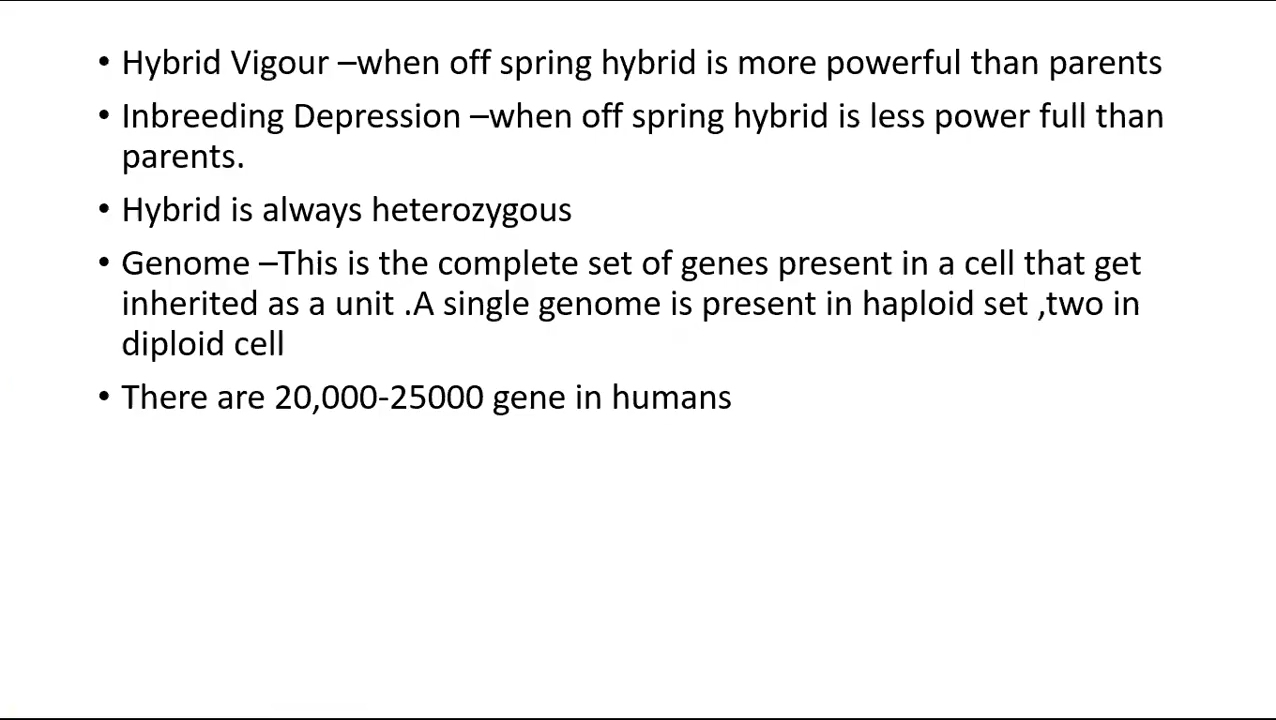 • Hybrid Vigour –when off spring hybrid is more powerful than parents
• Inbreeding Depression –when off spring hybrid is less power full than
parents.
• Hybrid is always heterozygous
• Genome –This is the complete set of genes present in a cell that get
inherited as a unit .A single genome is present in haploid set ,two in
diploid cell
• There are 20,000-25000 gene in humans